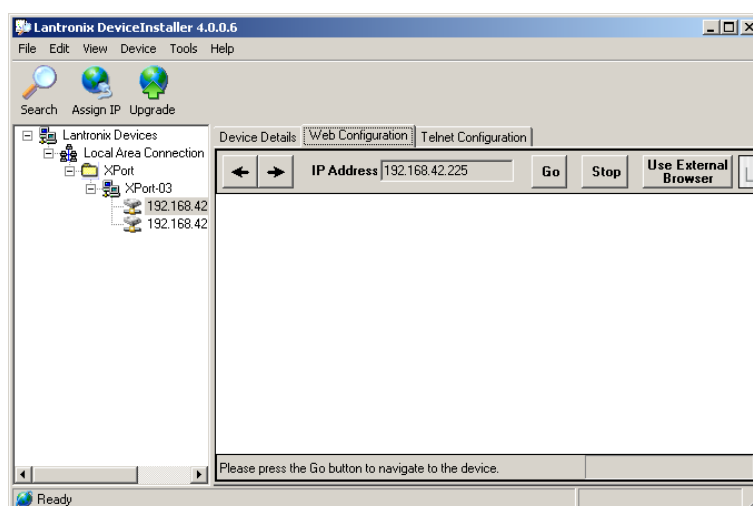 Lantronix DeviceInstaller 4.0.0.6
File Edit View Device Tools Help
Search Assign IP Upgrade
Lantronix Devices
Local Area Connection
XPort
XPort-03
192.168.42
192.168.42
Device Details Web Configuration Telnet Configuration
IP Address 192.168.42.225 Go Stop Use External Browser
Please press the Go button to navigate to the device.
Ready